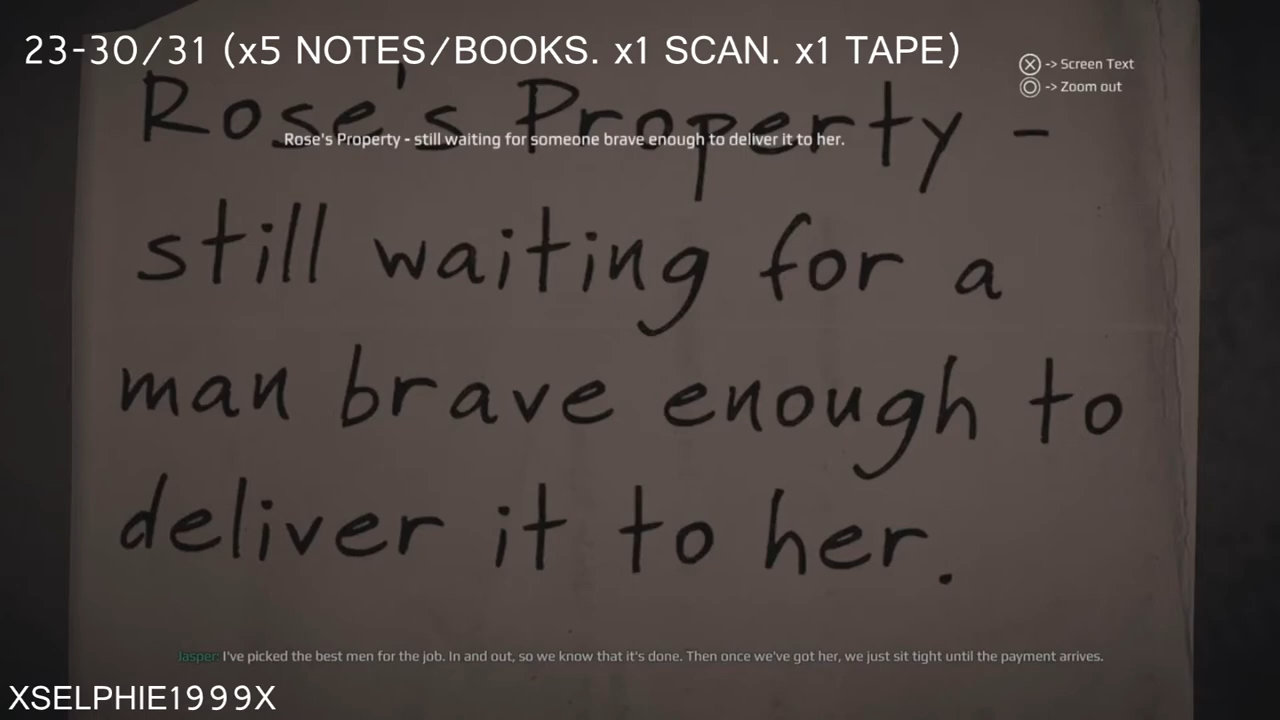 23-30/31 (x5 NOTES/BOOKS. x1 SCAN. x1 TAPE)
-> Screen Text
-> Zoom out
Rose's Property -
Rose's Property - still waiting for someone brave enough to deliver it to her.
still waiting for a
man brave enough to
deliver it to her.
Jasper: I've picked the best men for the job. In and out, so we know that it's done. Then once we've got her, we just sit tight until the payment arrives.
XSELPHIE1999X